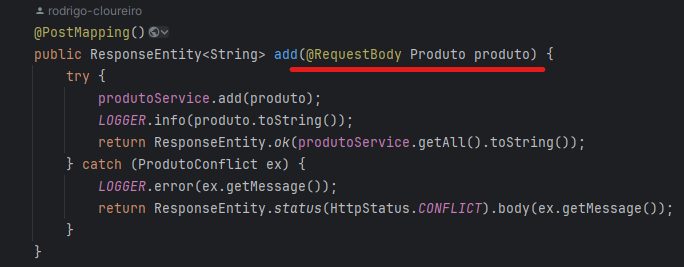 rodrigo-cloureiro
@PostMapping()
public ResponseEntity<String> add(@RequestBody Produto produto) {
try {
produtoService.add(produto);
LOGGER.info(produto.toString());
return ResponseEntity.ok(produtoService.getAll().toString());
} catch (ProdutoConflict ex) {
LOGGER.error(ex.getMessage());
return ResponseEntity.status(HttpStatus.CONFLICT).body(ex.getMessage());
}
}